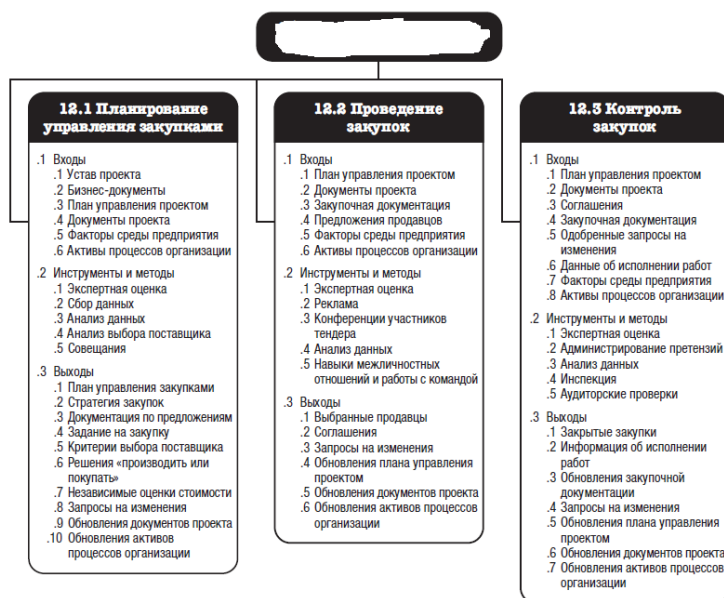 12.1 Планирование
управления закупками
.1 Входы
.1 Устав проекта
.2 Бизнес-документы
.3 План управления проектом
.4 Документы проекта
.5 Факторы среды предприятия
.6 Активы процессов организации
.2 Инструменты и методы
.1 Экспертная оценка
.2 Сбор данных
.3 Анализ данных
.4 Анализ выбора поставщика
.5 Совещания
.3 Выходы
.1 План управления закупками
.2 Стратегия закупок
.3 Документация по предложениям
.4 Задание на закупку
.5 Критерии выбора поставщика
.6 Решения «производить или
покупать»
.7 Независимые оценки стоимости
.8 Запросы на изменения
.9 Обновления документов проекта
.10 Обновления активов
процессов организации
12.2 Проведение
закупок
.1 Входы
.1 План управления проектом
.2 Документы проекта
.3 Закупочная документация
.4 Предложения продавцов
.5 Факторы среды предприятия
.6 Активы процессов организации
.2 Инструменты и методы
.1 Экспертная оценка
.2 Реклама
.3 Конференции участников
тендера
.4 Анализ данных
.5 Навыки межличностных
отношений и работы с командой
.3 Выходы
.1 Выбранные продавцы
.2 Соглашения
.3 Запросы на изменения
.4 Обновления плана управления
проектом
.5 Обновления документов проекта
.6 Обновления активов процессов
организации
12.3 Контроль
закупок
.1 Входы
.1 План управления проектом
.2 Документы проекта
.3 Соглашения
.4 Закупочная документация
.5 Одобренные запросы на
изменения
.6 Данные об исполнении работ
.7 Факторы среды предприятия
.8 Активы процессов организации
.2 Инструменты и методы
.1 Экспертная оценка
.2 Администрирование претензий
.3 Анализ данных
.4 Инспекция
.5 Аудиторские проверки
.3 Выходы
.1 Закрытые закупки
.2 Информация об исполнении
работ
.3 Обновления закупочной
документации
.4 Запросы на изменения
.5 Обновления плана управления
проектом
.6 Обновления документов проекта
.7 Обновления активов процессов
организации